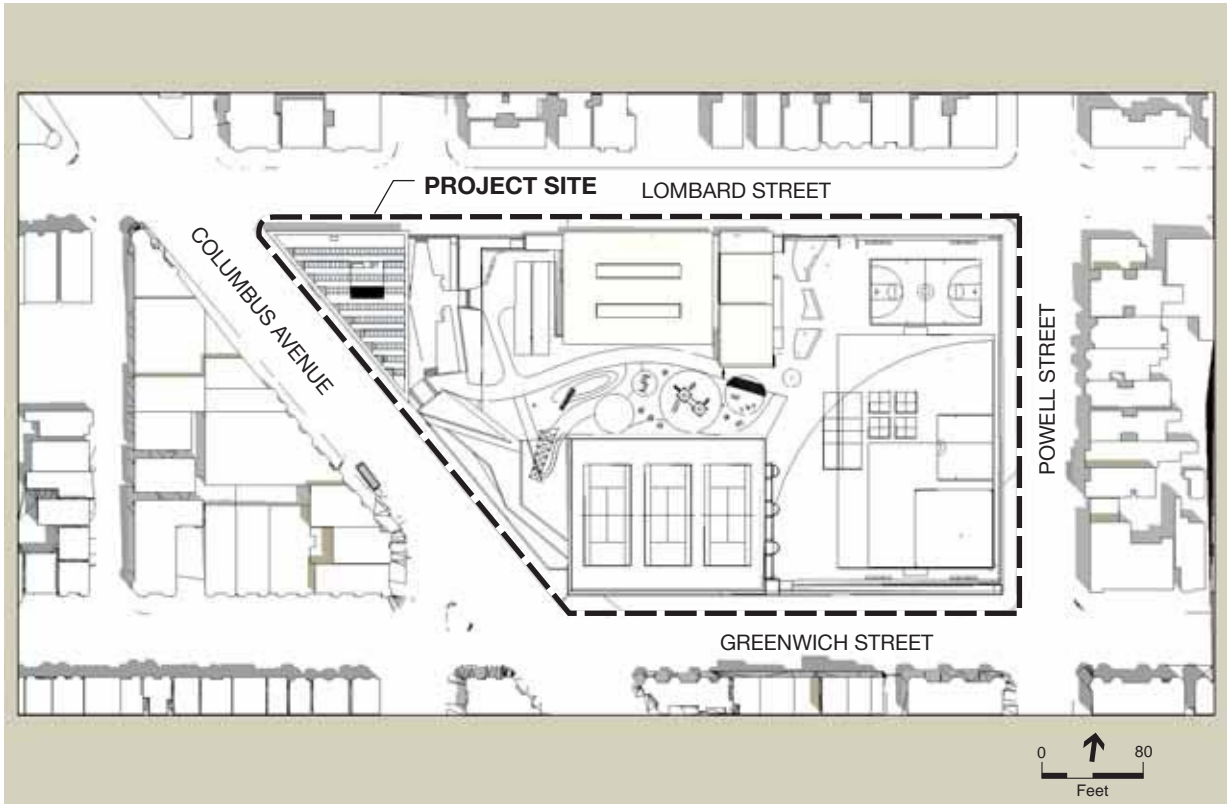 PROJECT SITE
LOMBARD STREET
COLUMBUS AVENUE
POWELL STREET
GREENWICH STREET
0 80
Feet